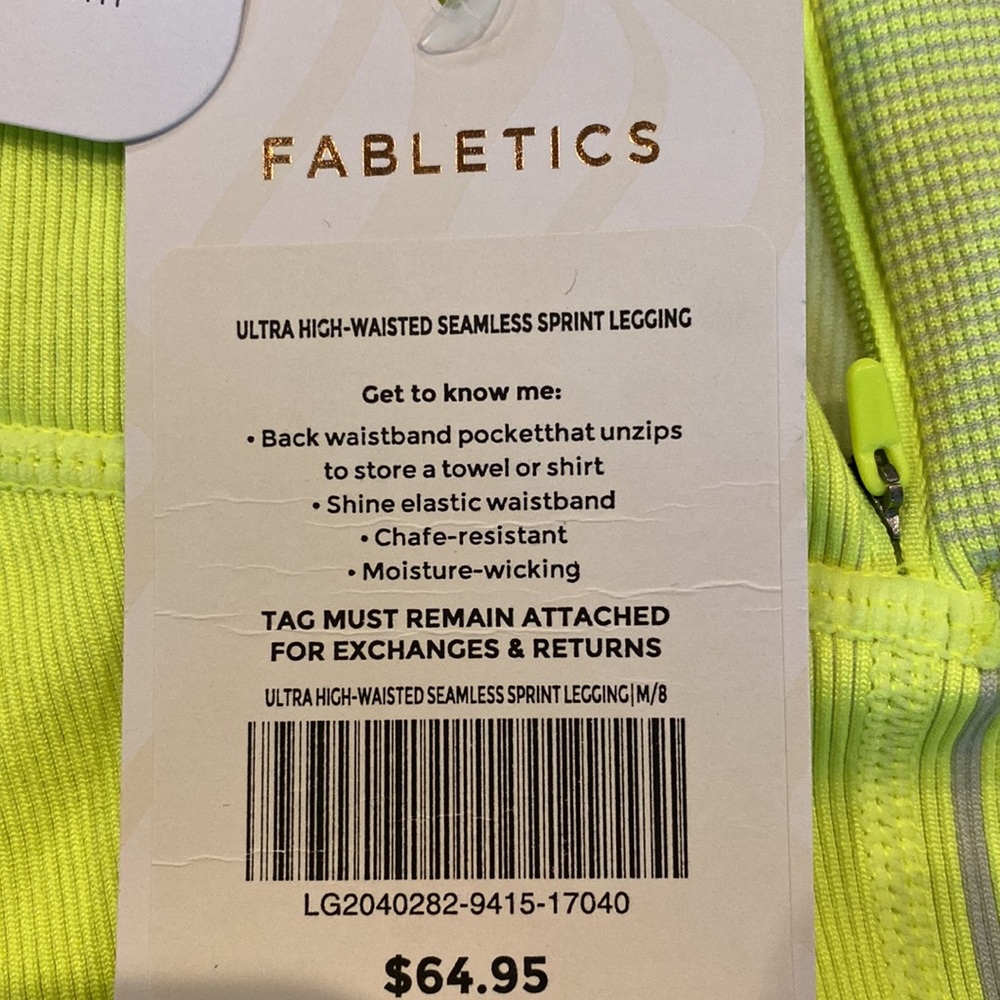 FABLETICS
ULTRA HIGH-WAISTED SEAMLESS SPRINT LEGGING
Get to know me:
• Back waistband pocketthat unzips
to store a towel or shirt
• Shine elastic waistband
• Chafe-resistant
• Moisture-wicking
TAG MUST REMAIN ATTACHED
FOR EXCHANGES & RETURNS
ULTRA HIGH-WAISTED SEAMLESS SPRINT LEGGING|M/8
LG2040282-9415-17040
$64.95